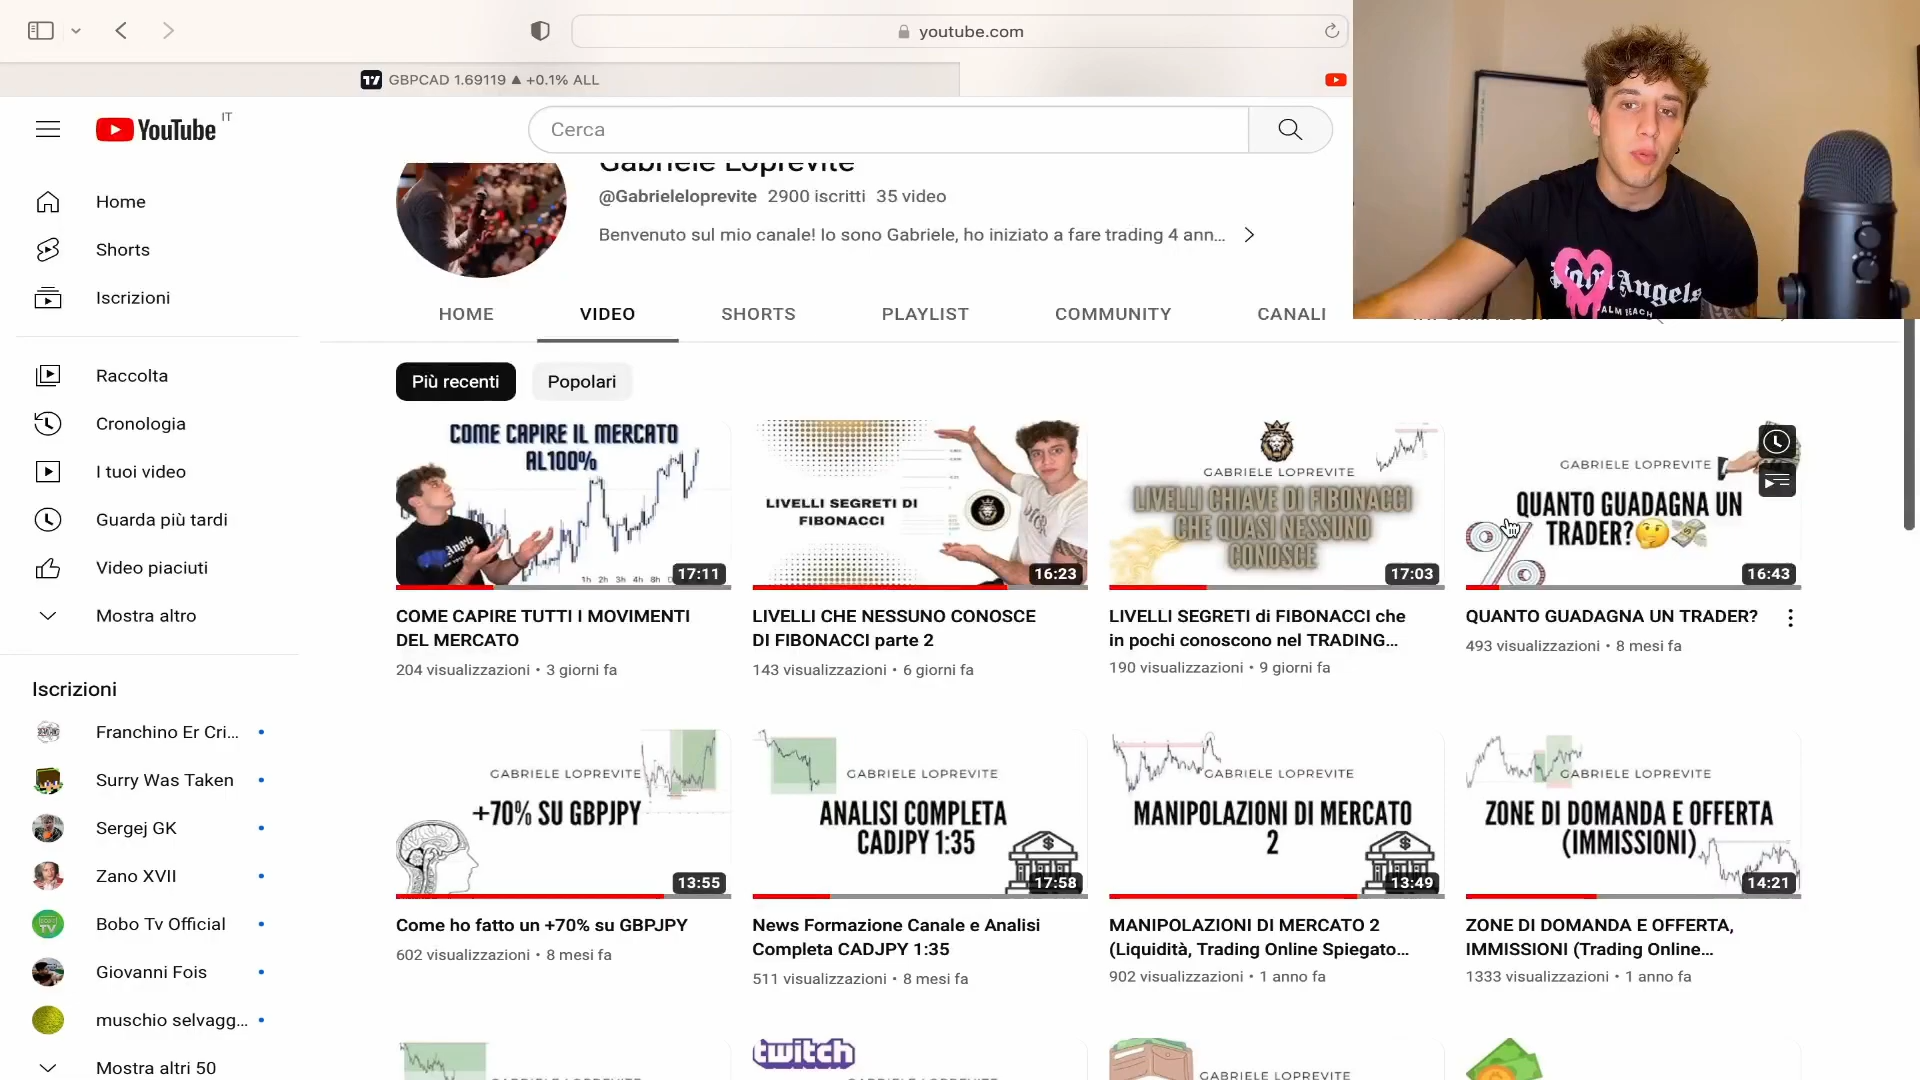 youtube.com
GBPCAD 1.69119 ▲ +0.1% ALL
YouTube IT
Cerca
Gabriele Loprevite
@Gabrieleloprevite 2900 iscritti 35 video
Benvenuto sul mio canale! Io sono Gabriele, ho iniziato a fare trading 4 ann...
HOME VIDEO SHORTS PLAYLIST COMMUNITY CANALI
Palm Angels
PALM BEACH
Home
Shorts
Iscrizioni
Raccolta
Cronologia
I tuoi video
Guarda più tardi
Video piaciuti
Mostra altro
Iscrizioni
Franchino Er Cri...
Surry Was Taken
Sergej GK
Zano XVII
Bobo Tv Official
Giovanni Fois
muschio selvagg...
Mostra altri 50
Più recenti Popolari
COME CAPIRE IL MERCATO
AL100%
1h 2h 3h 4h 8h
17:11
COME CAPIRE TUTTI I MOVIMENTI
DEL MERCATO
204 visualizzazioni • 3 giorni fa
LIVELLI SEGRETI DI
FIBONACCI
16:23
LIVELLI CHE NESSUNO CONOSCE
DI FIBONACCI parte 2
143 visualizzazioni • 6 giorni fa
GABRIELE LOPREVITE
LIVELLI CHIAVE DI FIBONACCI
CHE QUASI NESSUNO
CONOSCE
17:03
LIVELLI SEGRETI di FIBONACCI che
in pochi conoscono nel TRADING...
190 visualizzazioni • 9 giorni fa
GABRIELE LOPREVITE
QUANTO GUADAGNA UN
TRADER?🤔💸
16:43
QUANTO GUADAGNA UN TRADER?
493 visualizzazioni • 8 mesi fa
GABRIELE LOPREVITE
+70% SU GBPJPY
13:55
Come ho fatto un +70% su GBPJPY
602 visualizzazioni • 8 mesi fa
GABRIELE LOPREVITE
ANALISI COMPLETA
CADJPY 1:35
17:58
News Formazione Canale e Analisi
Completa CADJPY 1:35
511 visualizzazioni • 8 mesi fa
GABRIELE LOPREVITE
MANIPOLAZIONI DI MERCATO
2
13:49
MANIPOLAZIONI DI MERCATO 2
(Liquidità, Trading Online Spiegato...
902 visualizzazioni • 1 anno fa
GABRIELE LOPREVITE
ZONE DI DOMANDA E OFFERTA
(IMMISSIONI)
14:21
ZONE DI DOMANDA E OFFERTA,
IMMISSIONI (Trading Online...
1333 visualizzazioni • 1 anno fa
twitch
GABRIELE LOPREVITE